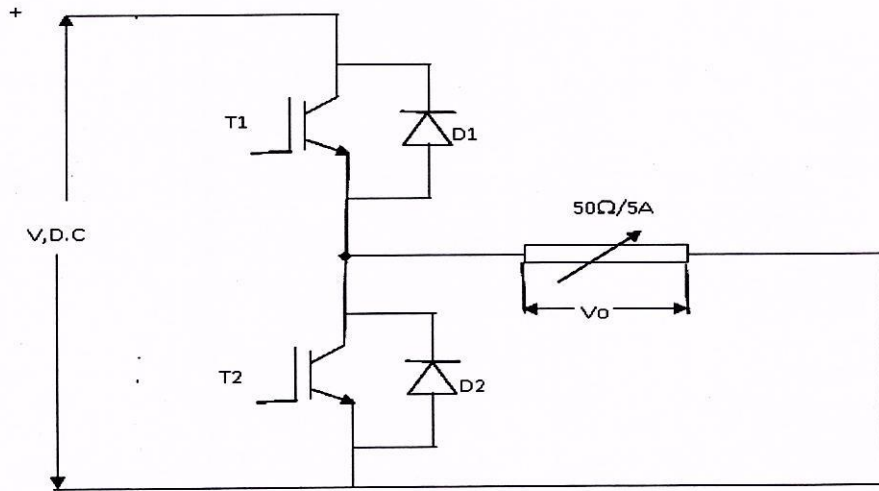 +
T1
D1
50Ω/5A
V,D.C
Vo
T2
D2